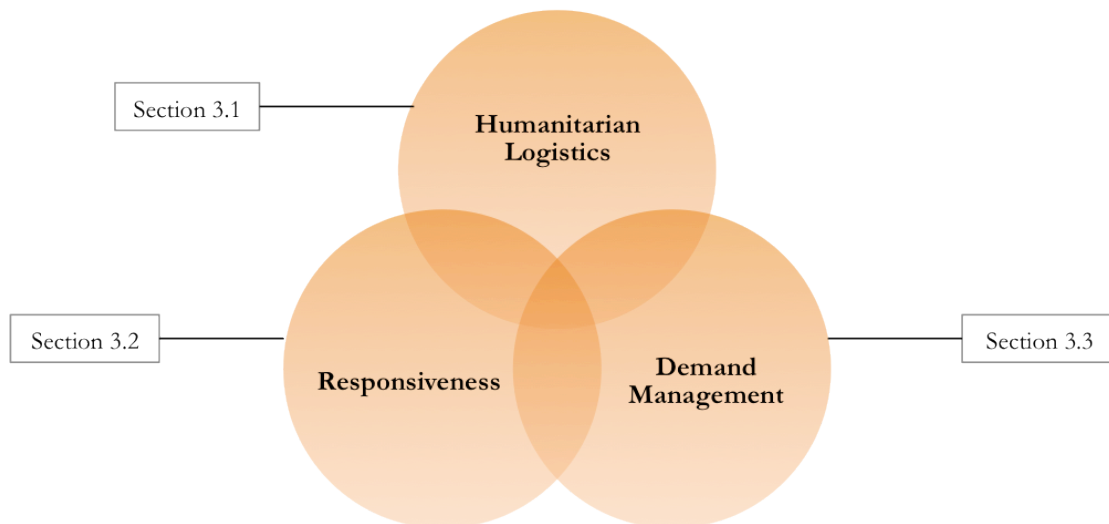 Section 3.1
Humanitarian
Logistics
Section 3.2
Responsiveness
Demand
Management
Section 3.3